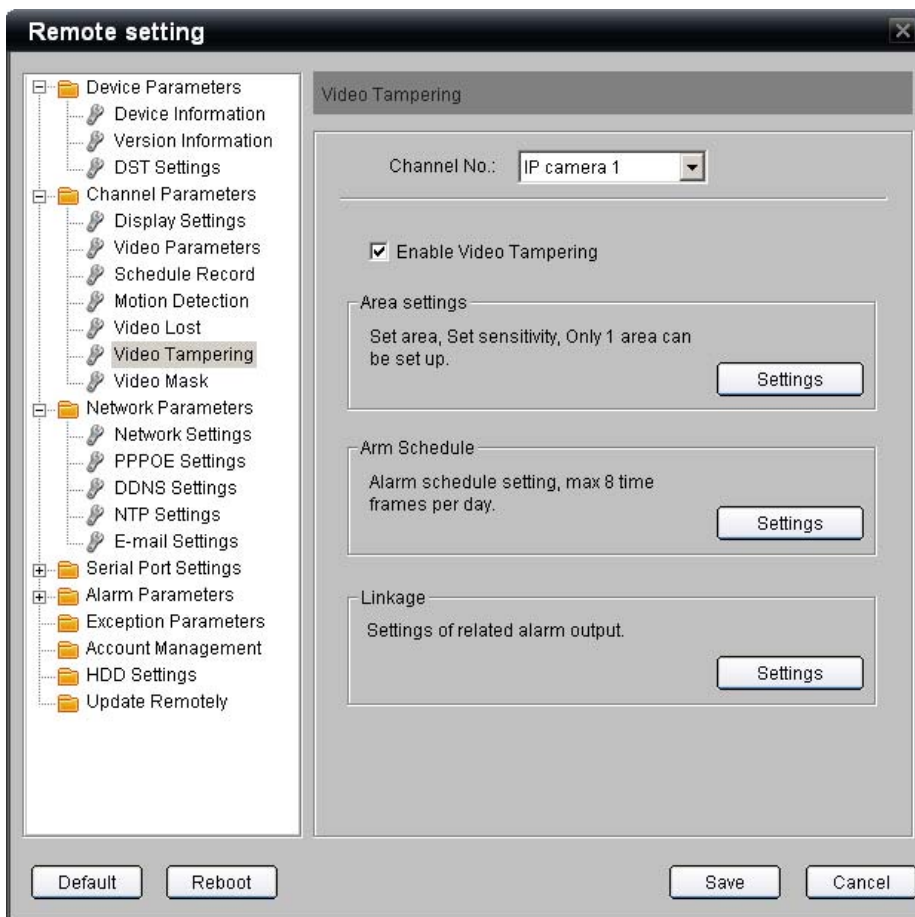 Remote setting
Device Parameters
Device Information
Version Information
DST Settings
Channel Parameters
Display Settings
Video Parameters
Schedule Record
Motion Detection
Video Lost
Video Tampering
Video Mask
Network Parameters
Network Settings
PPPOE Settings
DDNS Settings
NTP Settings
E-mail Settings
Serial Port Settings
Alarm Parameters
Exception Parameters
Account Management
HDD Settings
Update Remotely
Video Tampering
Channel No.: IP camera 1
Enable Video Tampering
Area settings
Set area, Set sensitivity, Only 1 area can
be set up.
Settings
Arm Schedule
Alarm schedule setting, max 8 time
frames per day.
Settings
Linkage
Settings of related alarm output.
Settings
Default Reboot Save Cancel